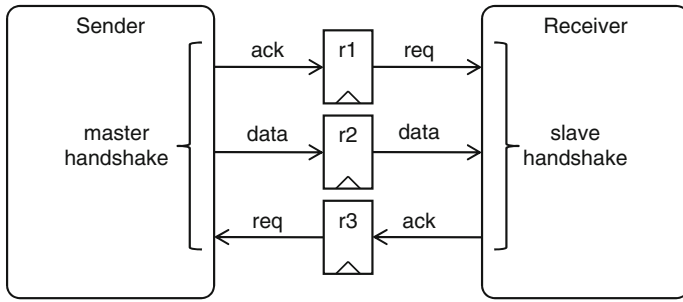 Sender
Receiver
ack
r1
req
master
handshake
data
r2
data
slave
handshake
req
r3
ack